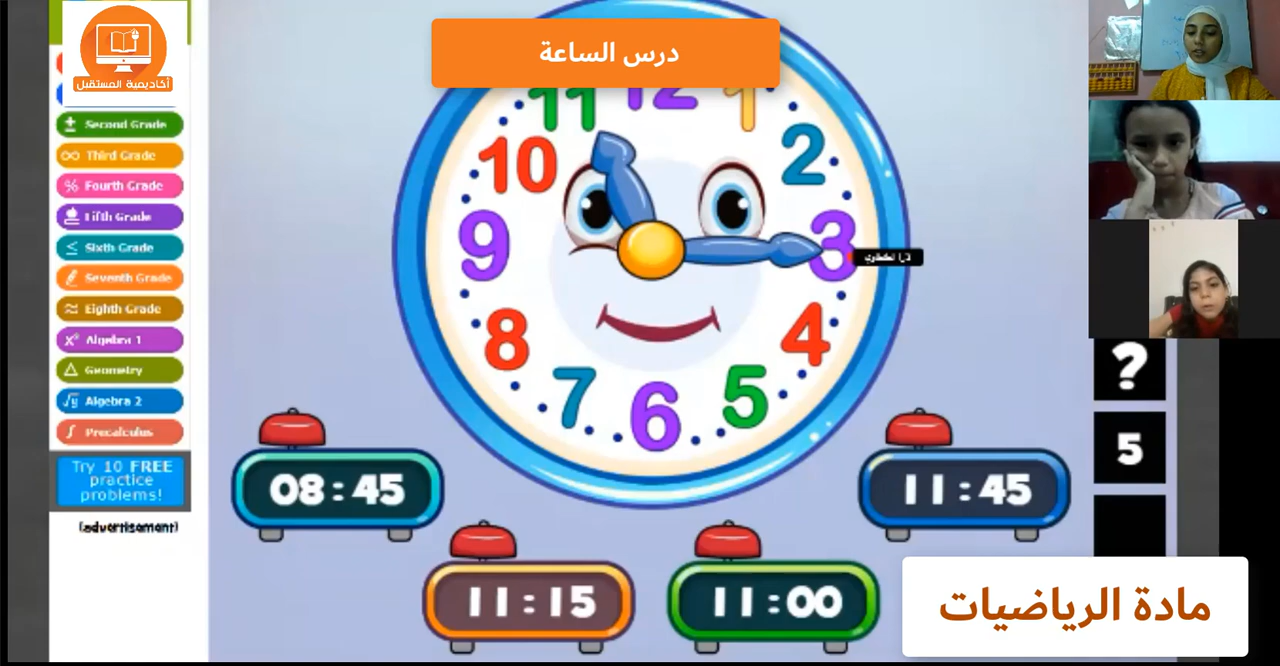 درس الساعة
أكاديمية المستقبل
Second Grade
Third Grade
Fourth Grade
Fifth Grade
Sixth Grade
Seventh Grade
Eighth Grade
Algebra 1
Geometry
Algebra 2
Precalculus
Try 10 FREE
practice
problems!
(advertisement)
11 12 1
10 2
9 3
8 4
7 6 5
?
5
08:45
11:45
11:15
11:00
مادة الرياضيات